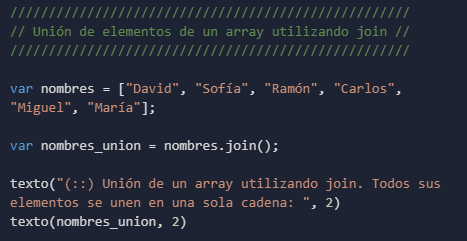 ////////////////////////////////////////////////////
// Unión de elementos de un array utilizando join //
////////////////////////////////////////////////////
var nombres = ["David", "Sofía", "Ramón", "Carlos",
"Miguel", "María"];
var nombres_union = nombres.join();
texto("(::) Unión de un array utilizando join. Todos sus
elementos se unen en una sola cadena: ", 2)
texto(nombres_union, 2)